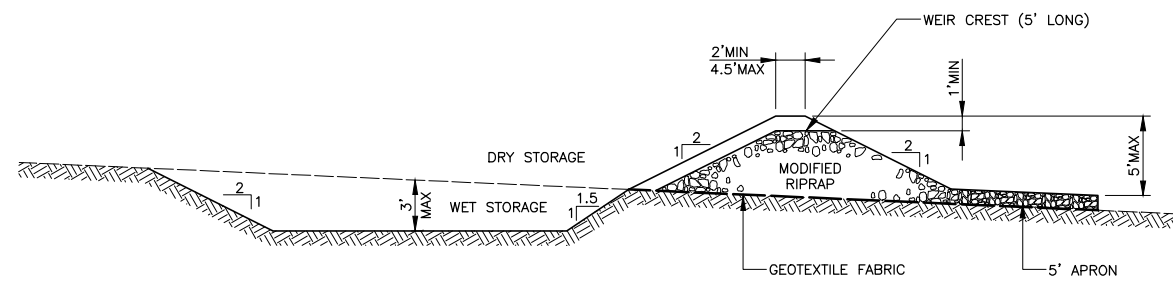 WEIR CREST (5' LONG)
2'MIN
4.5'MAX
1'MIN
2
1
DRY STORAGE
2
1
5'MAX
MODIFIED
RIPRAP
2
1
3'
MAX
WET STORAGE
1.5
1
GEOTEXTILE FABRIC
5' APRON